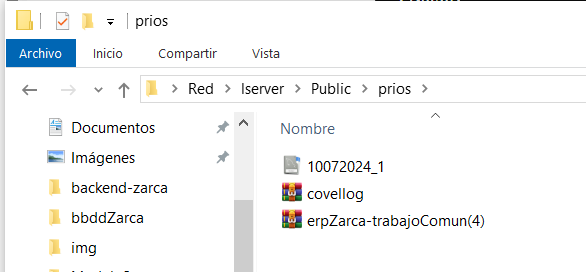 prios
Archivo Inicio Compartir Vista
Red Iserver Public prios
Documentos
Imágenes
backend-zarca
bbddZarca
img
Nombre
10072024_1
covellog
erpZarca-trabajoComun(4)